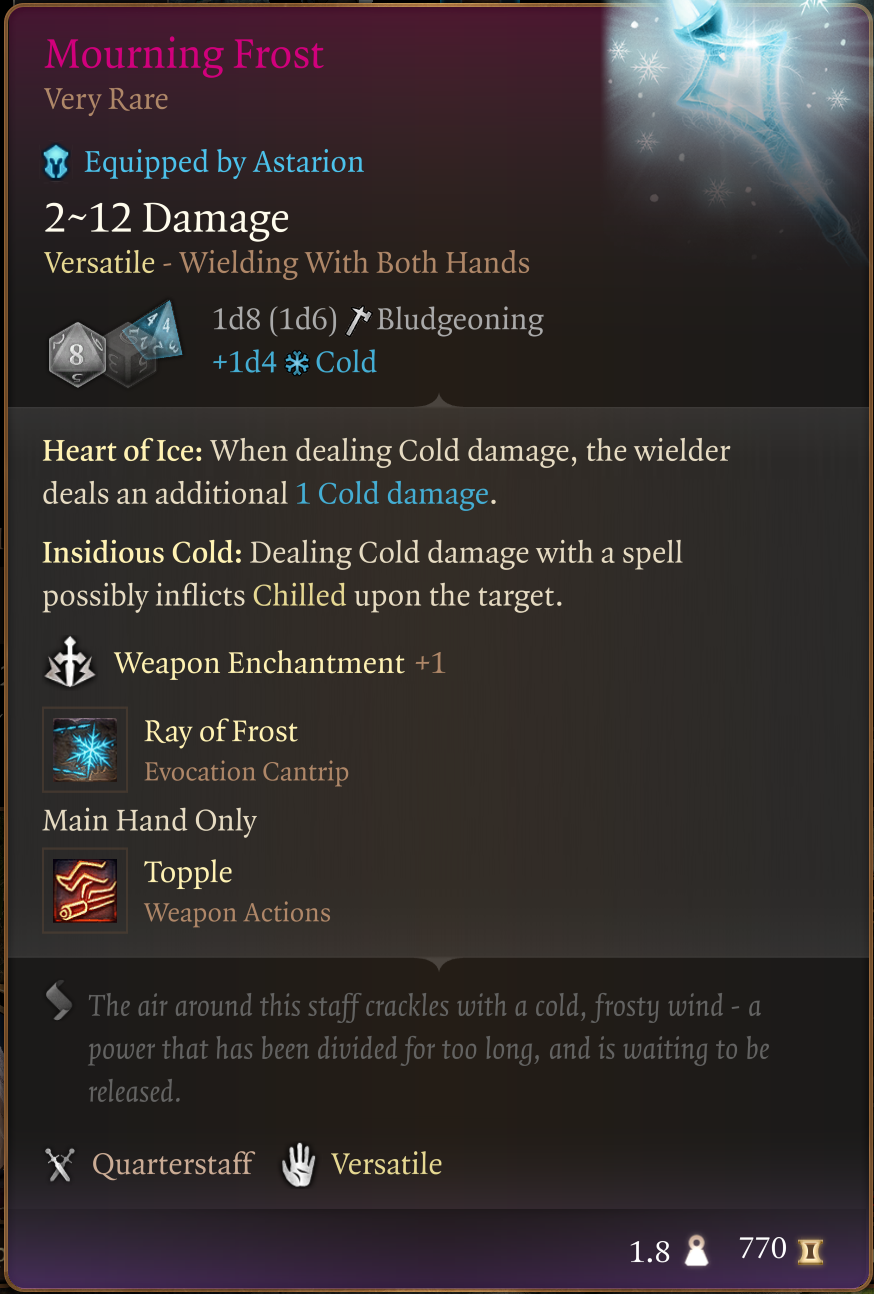 Mourning Frost
Very Rare
Equipped by Astarion
2~12 Damage
Versatile - Wielding With Both Hands
1d8 (1d6) Bludgeoning
+1d4 Cold
Heart of Ice: When dealing Cold damage, the wielder
deals an additional 1 Cold damage.
Insidious Cold: Dealing Cold damage with a spell
possibly inflicts Chilled upon the target.
Weapon Enchantment +1
Ray of Frost
Evocation Cantrip
Main Hand Only
Topple
Weapon Actions
The air around this staff crackles with a cold, frosty wind - a
power that has been divided for too long, and is waiting to be
released.
Quarterstaff Versatile
1.8 770